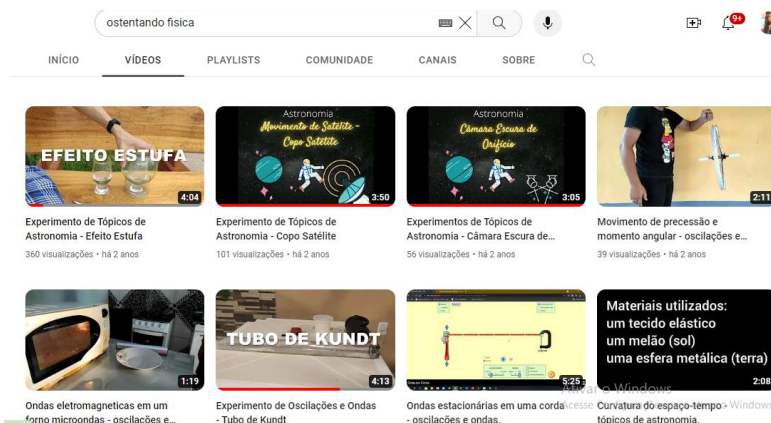 ostentando fisica
9+
INÍCIO VÍDEOS PLAYLISTS COMUNIDADE CANAIS SOBRE
EFEITO ESTUFA
4:04
Astronomia
Movimento de Satélite -
Copo Satélite
3:50
Astronomia
Câmara Escura de
Orifício
3:05
2:11
Experimento de Tópicos de
Astronomia - Efeito Estufa
360 visualizações • há 2 anos
Experimento de Tópicos de
Astronomia - Copo Satélite
101 visualizações • há 2 anos
Experimentos de Tópicos de
Astronomia - Câmara Escura de...
56 visualizações • há 2 anos
Movimento de precessão e
momento angular - oscilações e...
39 visualizações • há 2 anos
1:19
TUBO DE KUNDT
4:13
5:25
Materiais utilizados:
um tecido elástico
um melão (sol)
uma esfera metálica (terra)
2:08
Ativar o Windows
Ondas eletromagneticas em um
forno microondas - oscilações e...
Experimento de Oscilações e Ondas
- Tubo de Kundt
Ondas estacionárias em uma corda
- oscilações e ondas.
Curvatura do espaço-tempo -
tópicos de astronomia.
Acesse
Windows